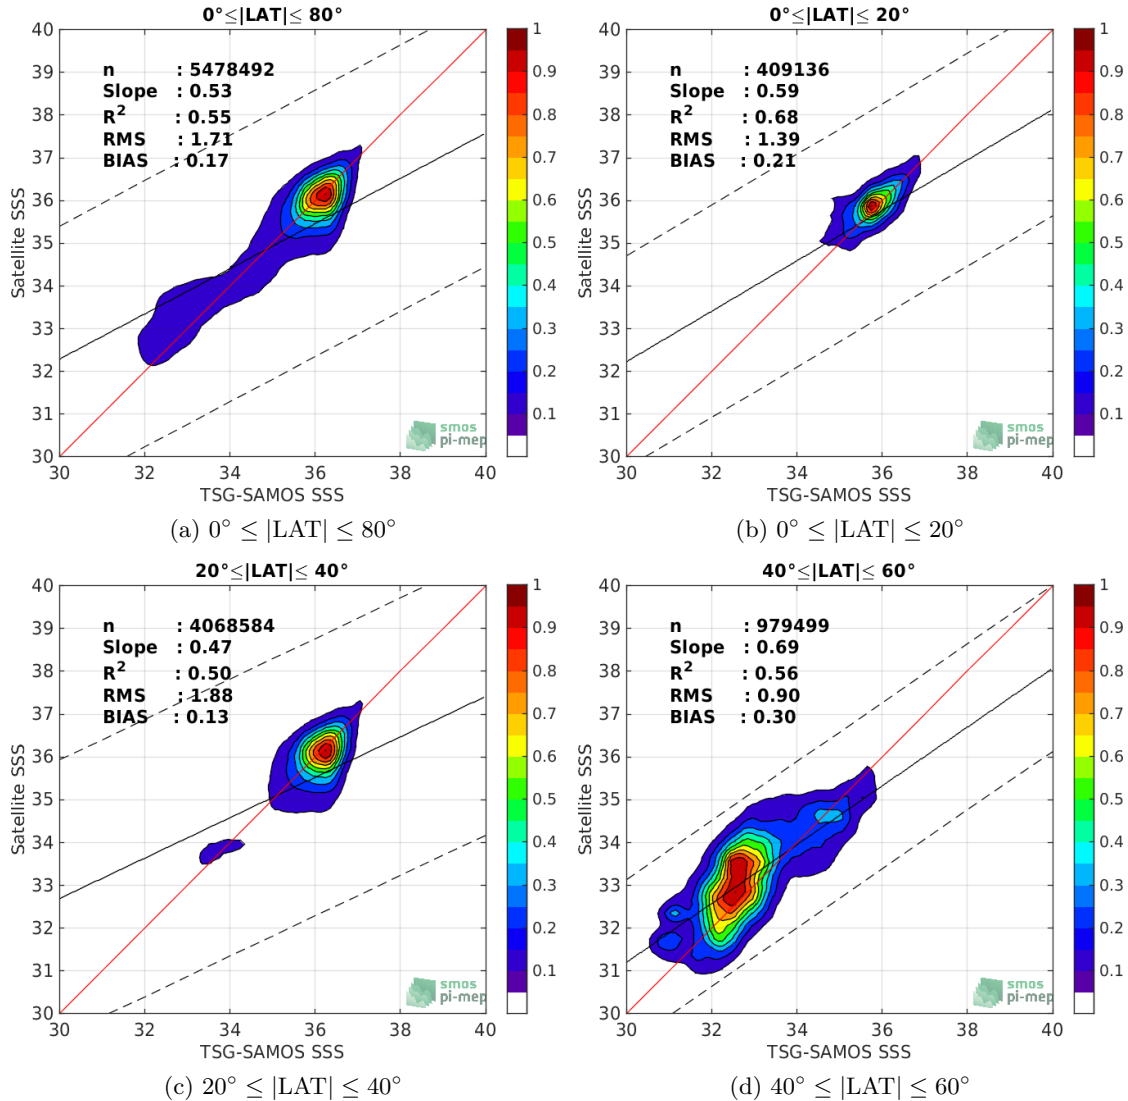 0°≤|LAT|≤ 80°
40
39
38
37
36
35
34
33
32
31
30
Satellite SSS
n : 5478492
Slope : 0.53
R² : 0.55
RMS : 1.71
BIAS : 0.17
smos
pi-mep
30 32 34 36 38 40
TSG-SAMOS SSS
1
0.9
0.8
0.7
0.6
0.5
0.4
0.3
0.2
0.1
(a) 0° ≤ |LAT| ≤ 80°
0°≤|LAT|≤ 20°
40
39
38
37
36
35
34
33
32
31
30
Satellite SSS
n : 409136
Slope : 0.59
R² : 0.68
RMS : 1.39
BIAS : 0.21
smos
pi-mep
30 32 34 36 38 40
TSG-SAMOS SSS
1
0.9
0.8
0.7
0.6
0.5
0.4
0.3
0.2
0.1
(b) 0° ≤ |LAT| ≤ 20°
20°≤|LAT|≤ 40°
40
39
38
37
36
35
34
33
32
31
30
Satellite SSS
n : 4068584
Slope : 0.47
R² : 0.50
RMS : 1.88
BIAS : 0.13
smos
pi-mep
30 32 34 36 38 40
TSG-SAMOS SSS
1
0.9
0.8
0.7
0.6
0.5
0.4
0.3
0.2
0.1
(c) 20° ≤ |LAT| ≤ 40°
40°≤|LAT|≤ 60°
40
39
38
37
36
35
34
33
32
31
30
Satellite SSS
n : 979499
Slope : 0.69
R² : 0.56
RMS : 0.90
BIAS : 0.30
smos
pi-mep
30 32 34 36 38 40
TSG-SAMOS SSS
1
0.9
0.8
0.7
0.6
0.5
0.4
0.3
0.2
0.1
(d) 40° ≤ |LAT| ≤ 60°